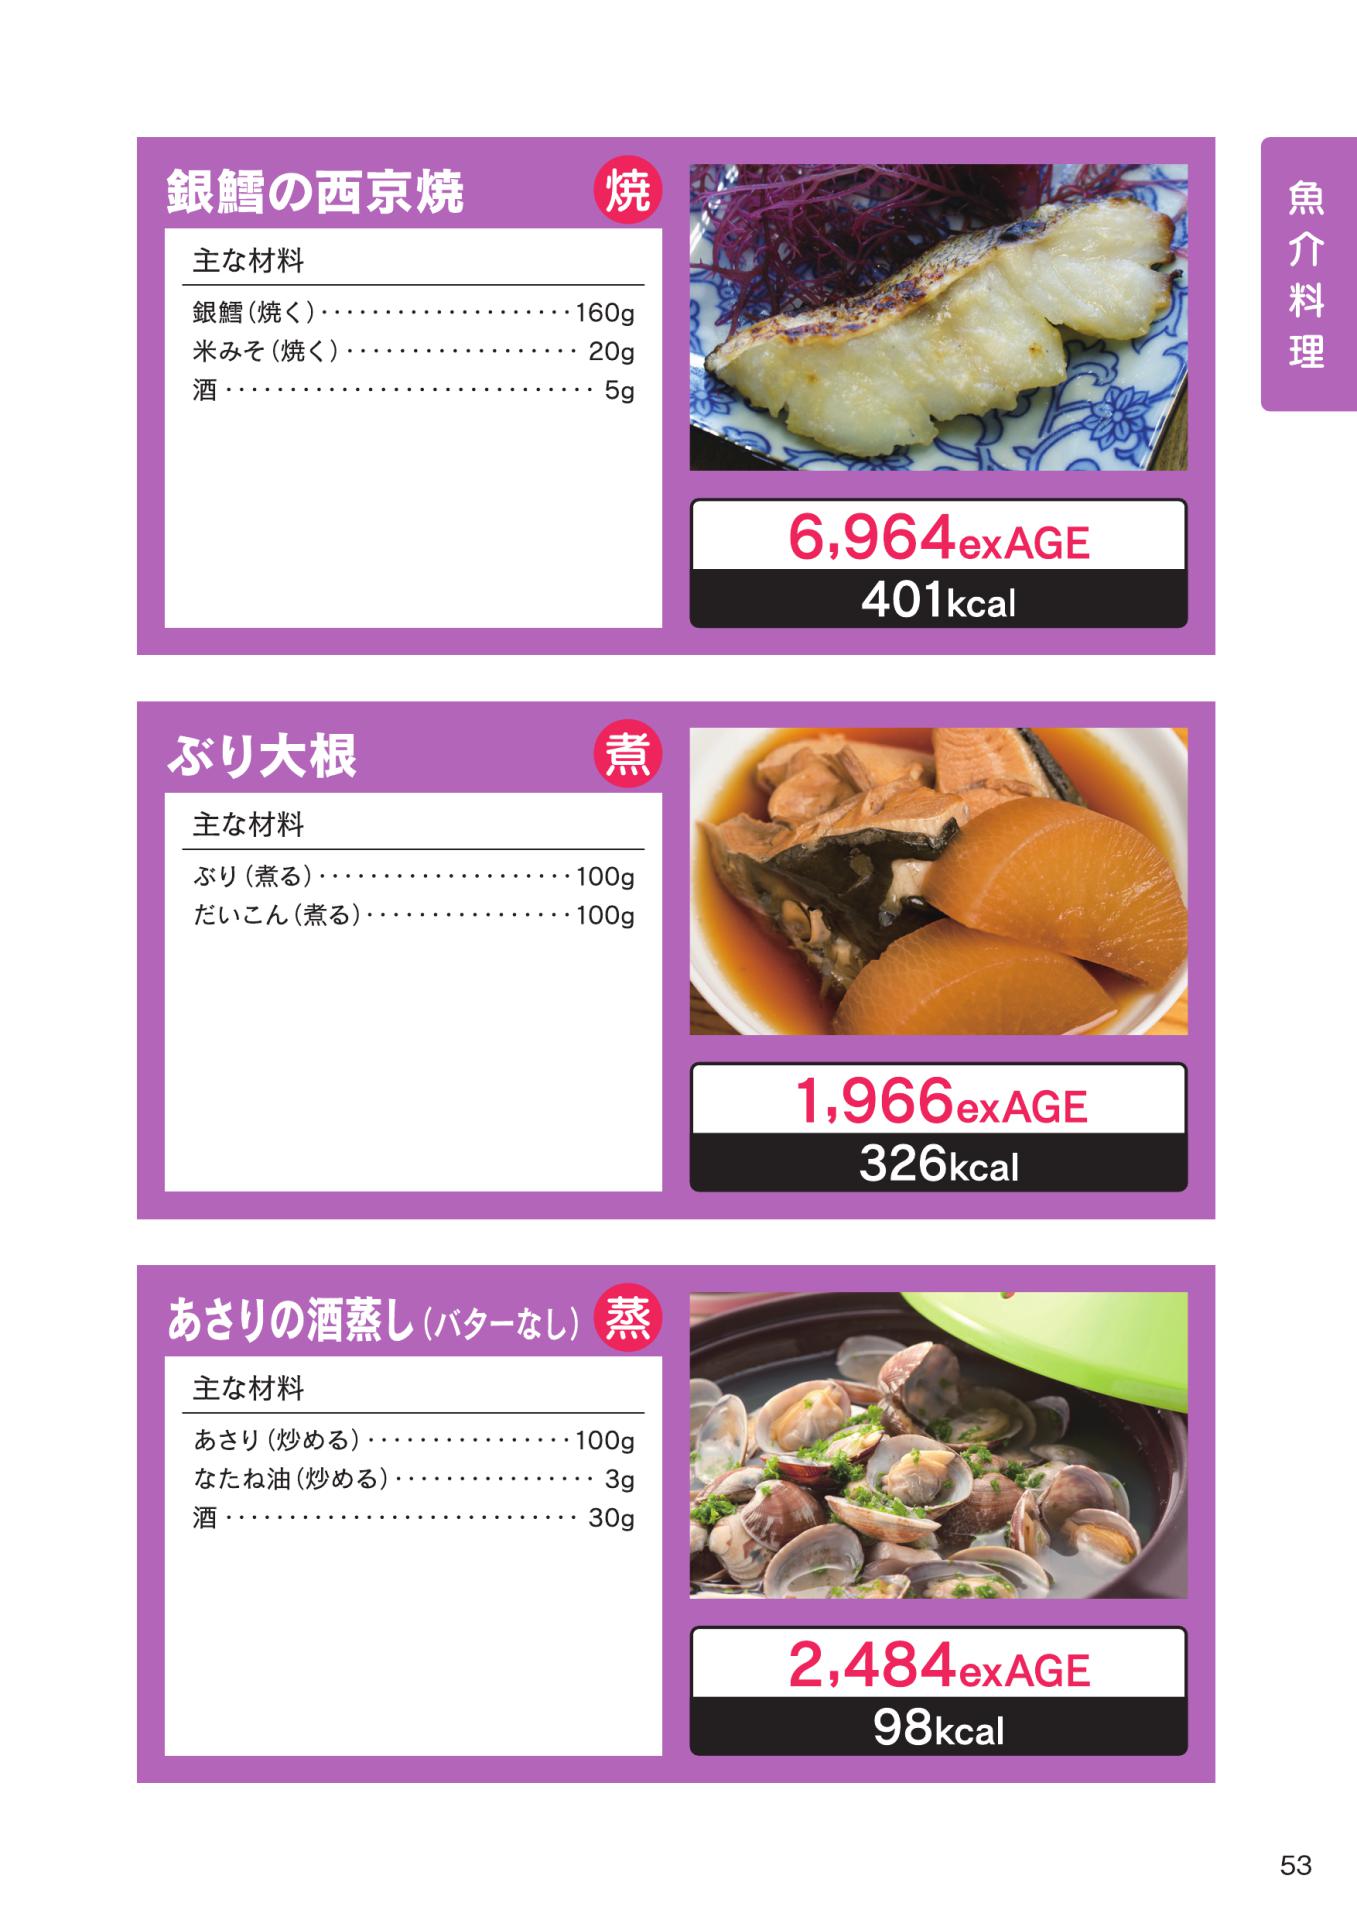 銀鱈の西京焼 焼
主な材料
銀鱈（焼く）····················160g
米みそ（焼く）·················· 20g
酒 ····························· 5g
6,964exAGE
401kcal
魚介料理
ぶり大根 煮
主な材料
ぶり（煮る）····················100g
だいこん（煮る）················100g
1,966exAGE
326kcal
あさりの酒蒸し（バターなし） 蒸
主な材料
あさり（炒める）················100g
なたね油（炒める）················ 3g
酒 ···························· 30g
2,484exAGE
98kcal
53